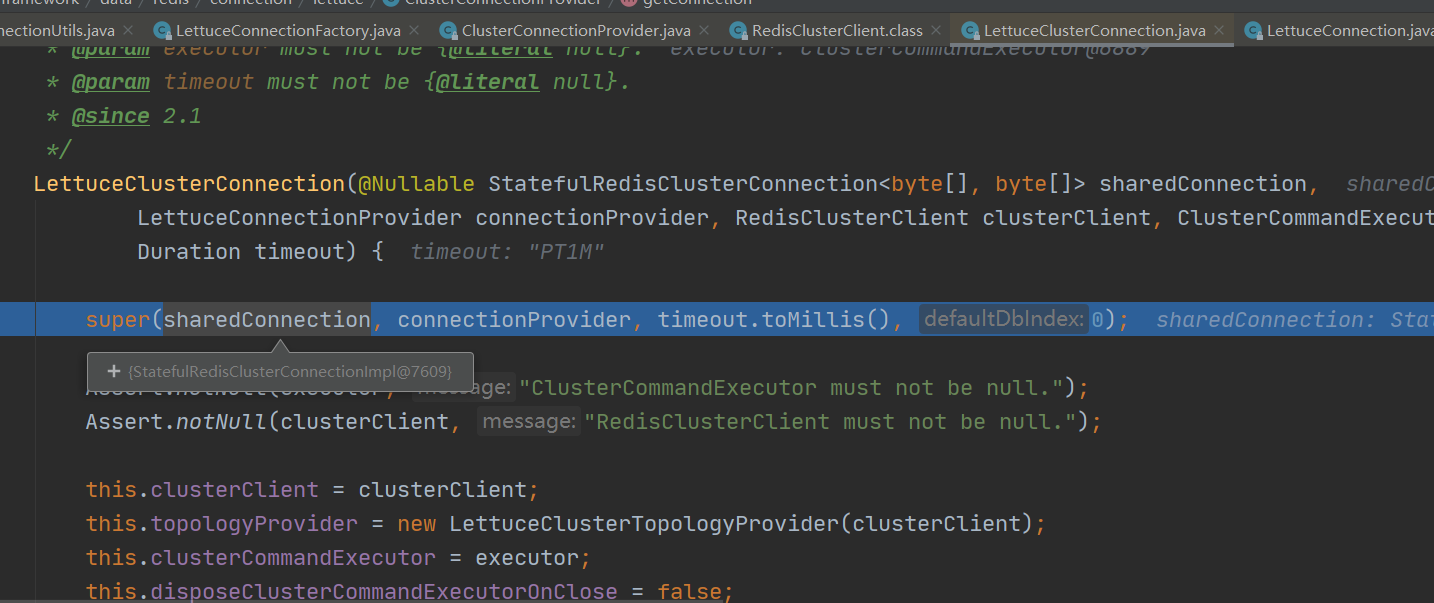 framework / data / redis / connection / lettuce / ClusterConnectionProvider / getConnection
nectionUtils.java LettuceConnectionFactory.java ClusterConnectionProvider.java RedisClusterClient.class LettuceClusterConnection.java LettuceConnection.java
* @param executor must not be {@literal null}. executor: ClusterCommandExecutor@8889
* @param timeout must not be {@literal null}.
* @since 2.1
*/
LettuceClusterConnection(@Nullable StatefulRedisClusterConnection<byte[], byte[]> sharedConnection, sharedC
LettuceConnectionProvider connectionProvider, RedisClusterClient clusterClient, ClusterCommandExecut
Duration timeout) { timeout: "PT1M"
super(sharedConnection, connectionProvider, timeout.toMillis(), defaultDbIndex: 0); sharedConnection: Stat
+ {StatefulRedisClusterConnectionImpl@7609}
Assert.notNull(executor, message: "ClusterCommandExecutor must not be null.");
Assert.notNull(clusterClient, message: "RedisClusterClient must not be null.");
this.clusterClient = clusterClient;
this.topologyProvider = new LettuceClusterTopologyProvider(clusterClient);
this.clusterCommandExecutor = executor;
this.disposeClusterCommandExecutorOnClose = false;